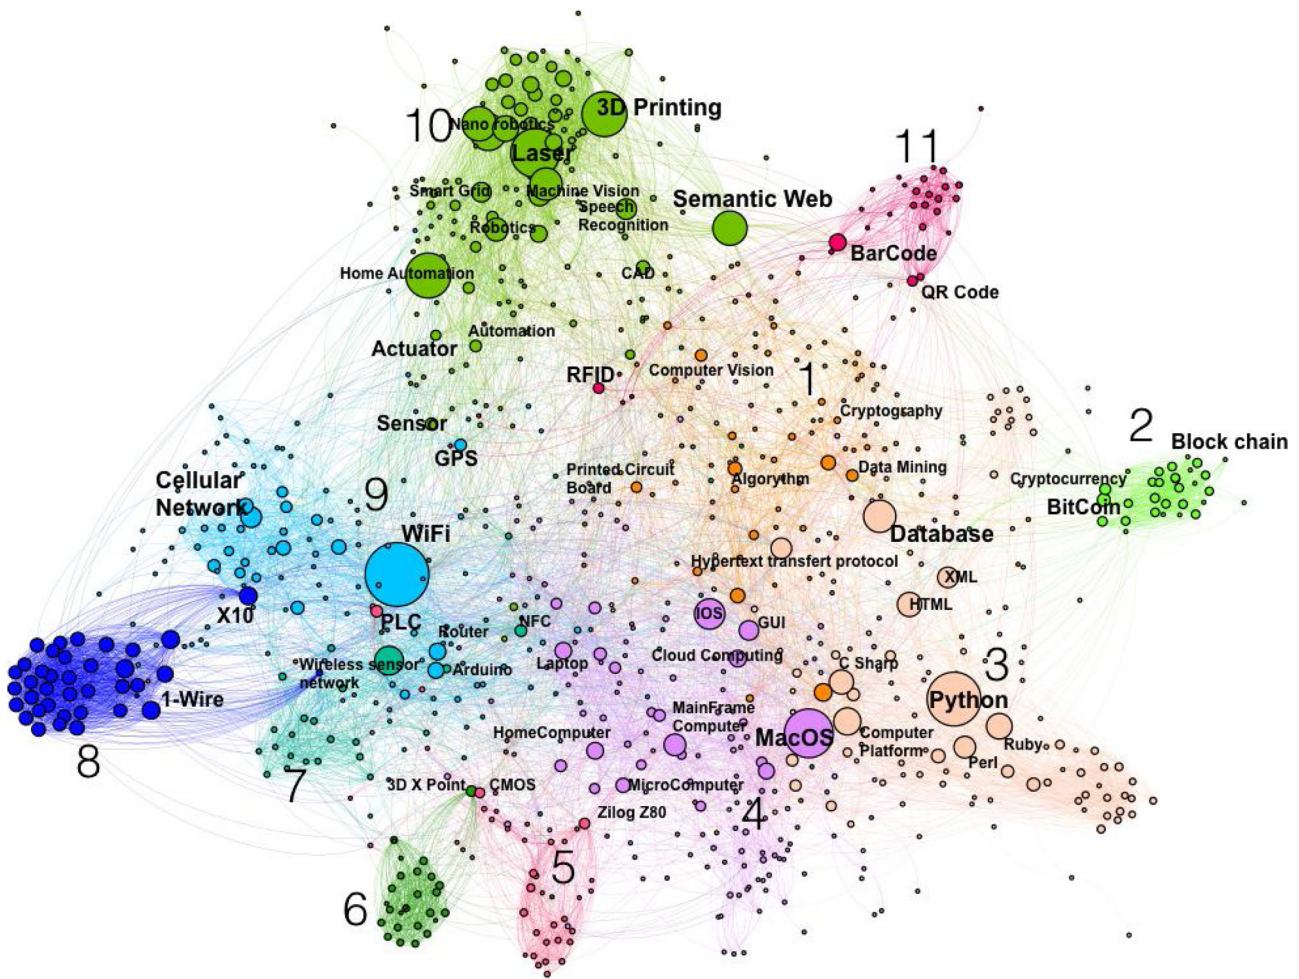 3D Printing
10
Nano robotics
Laser
11
Smart Grid
Machine Vision
Semantic Web
Speech
Recognition
Robotics
BarCode
Home Automation
CAD
QR Code
Automation
Actuator
RFID
Computer Vision
1
Cryptography
Sensor
2
Block chain
GPS
Printed Circuit
Board
Algorythm
Data Mining
Cryptocurrency
Cellular
Network
9
BitCoin
WiFi
Database
Hypertext transfert protocol
XML
HTML
X10
PLC
NFC
IOS
GUI
Router
Wireless sensor
network
Arduino
Laptop
Cloud Computing
C Sharp
3
1-Wire
Python
MainFrame
Computer
HomeComputer
MacOS
Computer
Platform
Ruby
Perl
8
7
3D X Point
CMOS
MicroComputer
Zilog Z80
4
5
6